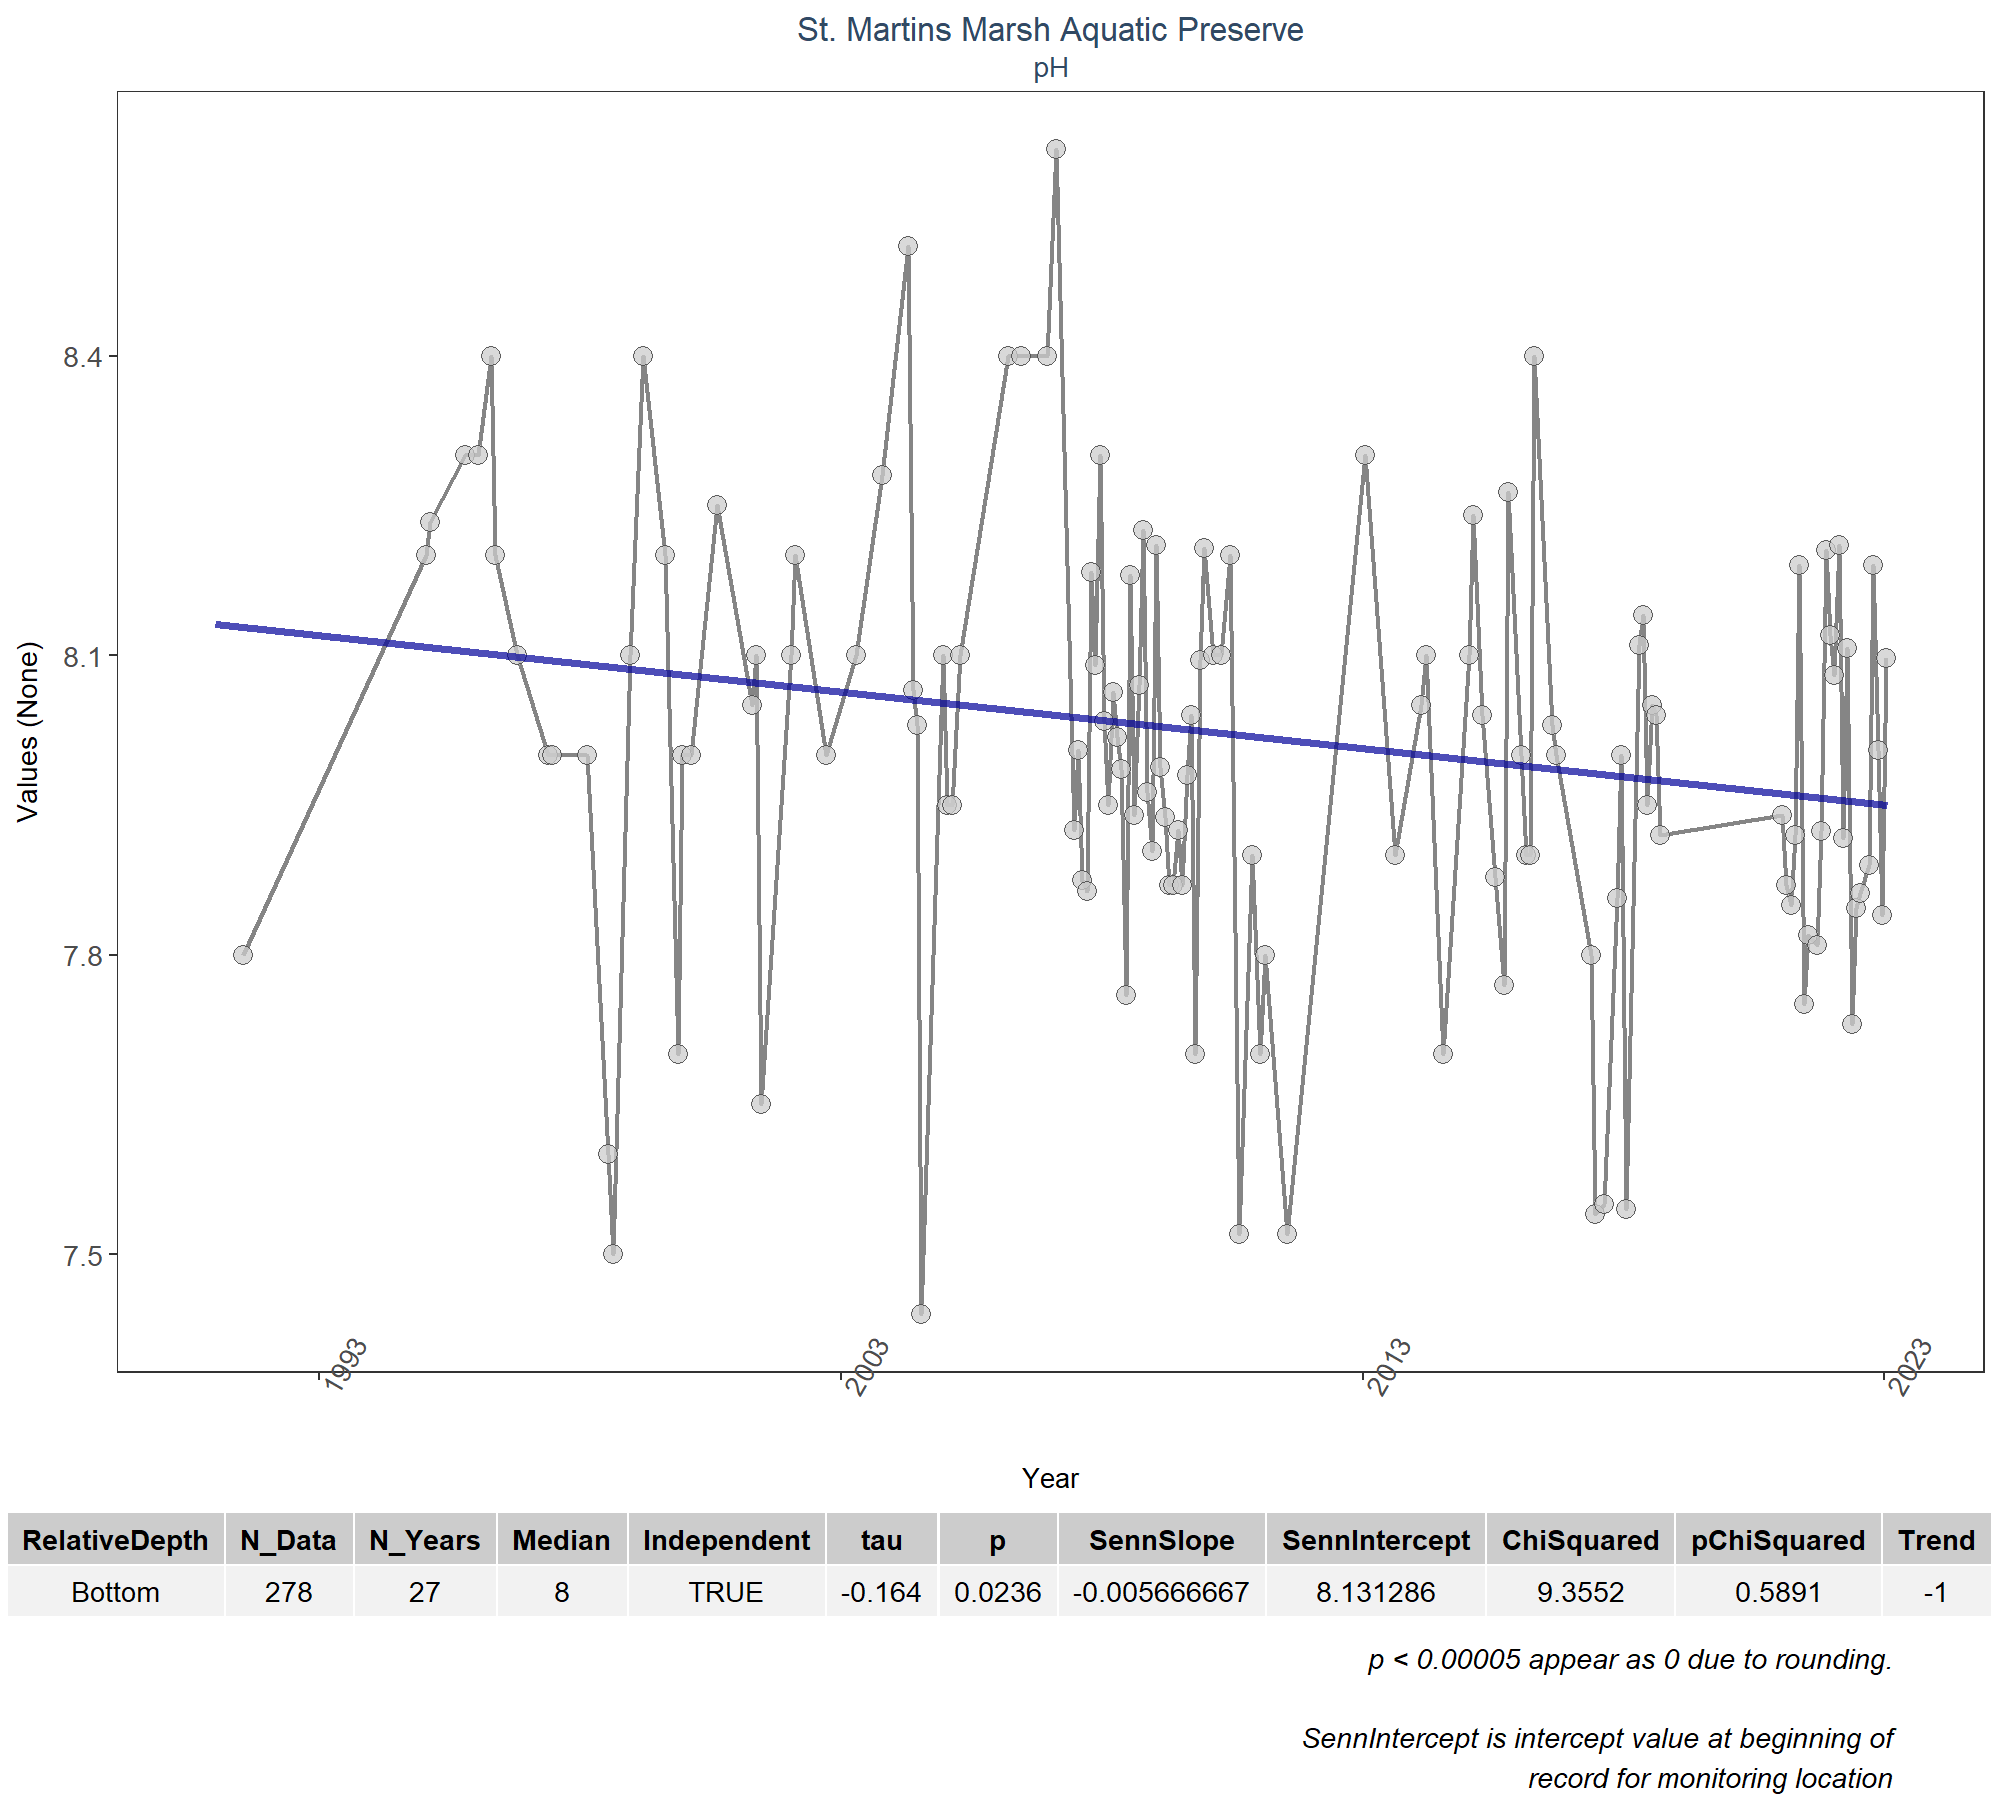 St. Martins Marsh Aquatic Preserve
pH
Values (None)
8.4
8.1
7.8
7.5
1993 2003 2013 2023
Year
RelativeDepth N_Data N_Years Median Independent tau p SennSlope SennIntercept ChiSquared pChiSquared Trend
Bottom 278 27 8 TRUE -0.164 0.0236 -0.005666667 8.131286 9.3552 0.5891 -1
p < 0.00005 appear as 0 due to rounding.
SennIntercept is intercept value at beginning of
record for monitoring location